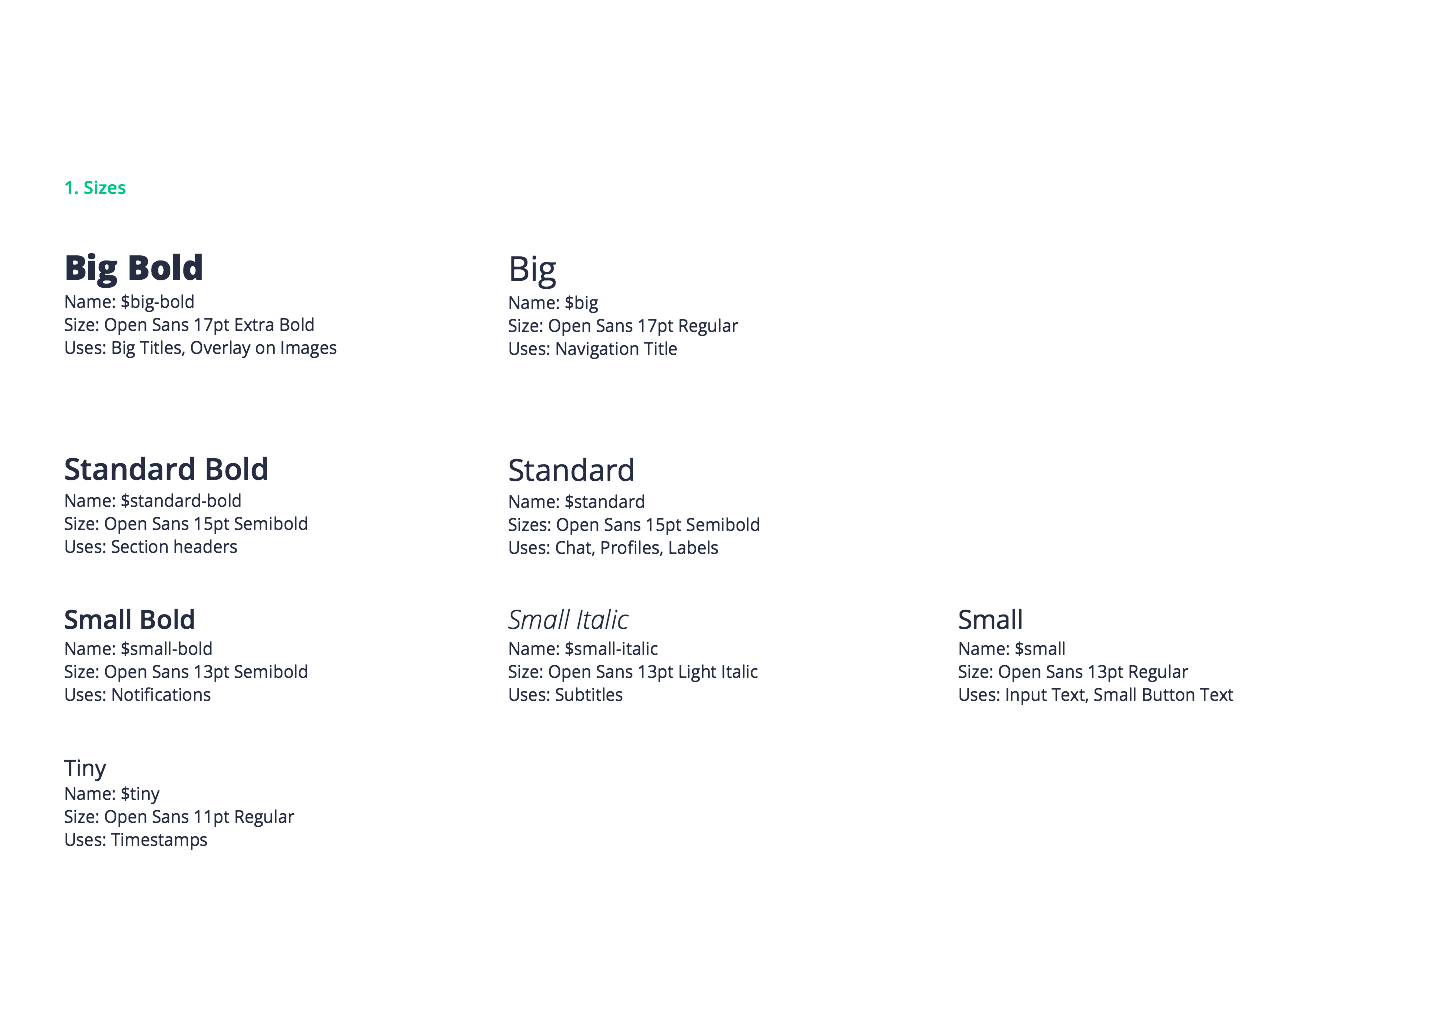 1. Sizes
Big Bold
Name: $big-bold
Size: Open Sans 17pt Extra Bold
Uses: Big Titles, Overlay on Images
Big
Name: $big
Size: Open Sans 17pt Regular
Uses: Navigation Title
Standard Bold
Name: $standard-bold
Size: Open Sans 15pt Semibold
Uses: Section headers
Standard
Name: $standard
Sizes: Open Sans 15pt Semibold
Uses: Chat, Profiles, Labels
Small Bold
Name: $small-bold
Size: Open Sans 13pt Semibold
Uses: Notifications
Small Italic
Name: $small-italic
Size: Open Sans 13pt Light Italic
Uses: Subtitles
Small
Name: $small
Size: Open Sans 13pt Regular
Uses: Input Text, Small Button Text
Tiny
Name: $tiny
Size: Open Sans 11pt Regular
Uses: Timestamps